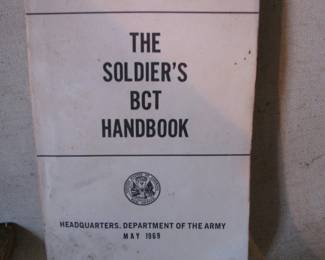 THE
SOLDIER'S
BCT
HANDBOOK
HEADQUARTERS, DEPARTMENT OF THE ARMY
MAY 1969